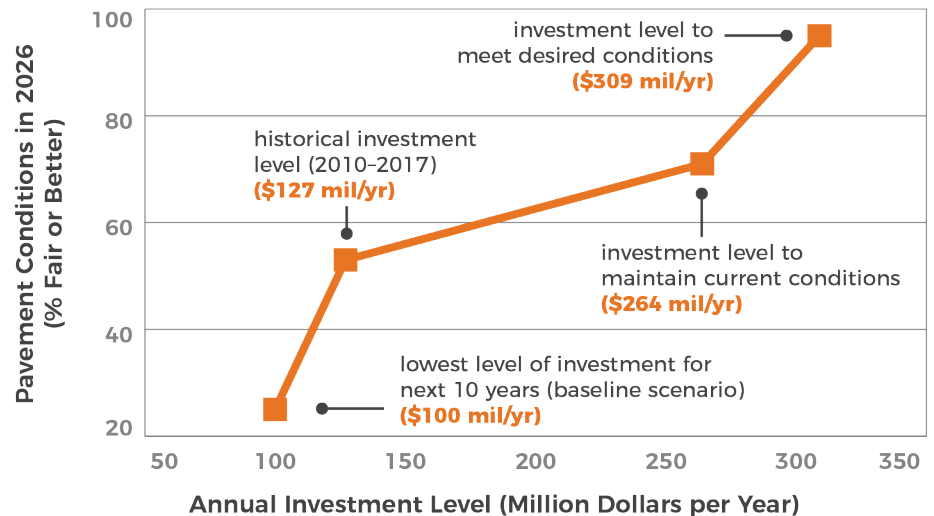 100
80
60
40
20
Pavement Conditions in 2026
(% Fair or Better)
investment level to
meet desired conditions
($309 mil/yr)
historical investment
level (2010–2017)
($127 mil/yr)
investment level to
maintain current conditions
($264 mil/yr)
lowest level of investment for
next 10 years (baseline scenario)
($100 mil/yr)
50 100 150 200 250 300 350
Annual Investment Level (Million Dollars per Year)